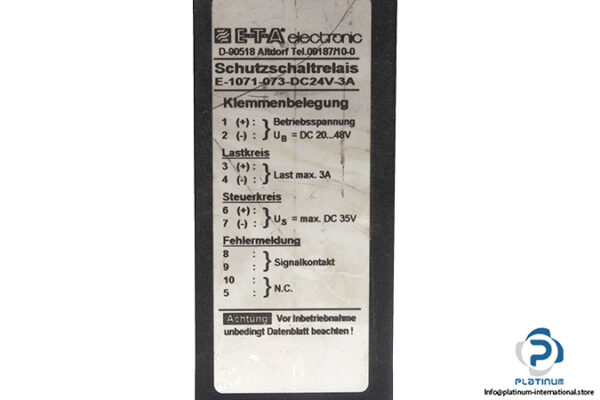 E-T-A electronic
D-90518 Altdorf Tel.09187/10-0
Schutzschaltrelais
E-1071-073-DC24V-3A
Klemmenbelegung
1 (+) : } Betriebsspannung
2 (-) : U_B = DC 20...48V
Lastkreis
3 (+) : } Last max. 3A
4 (-) :
Steuerkreis
6 (+) : } U_S = max. DC 35V
7 (-) :
Fehlermeldung
8 : } Signalkontakt
9 :
10 : } N.C.
5 :
Achtung Vor Inbetriebnahme
unbedingt Datenblatt beachten !
PLATINUM
Info@platinum-international.store